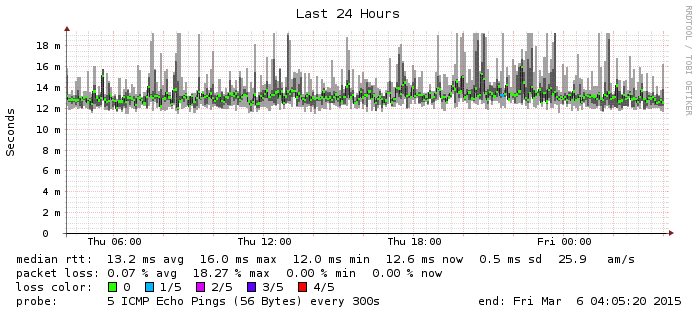 Last 24 Hours
RRDTOOL / TOBI OETIKER
Seconds
18 m
16 m
14 m
12 m
10 m
8 m
6 m
4 m
2 m
0
Thu 06:00 Thu 12:00 Thu 18:00 Fri 00:00
median rtt: 13.2 ms avg 16.0 ms max 12.0 ms min 12.6 ms now 0.5 ms sd 25.9 am/s
packet loss: 0.07 % avg 18.27 % max 0.00 % min 0.00 % now
loss color: 0 1/5 2/5 3/5 4/5
probe: 5 ICMP Echo Pings (56 Bytes) every 300s end: Fri Mar 6 04:05:20 2015